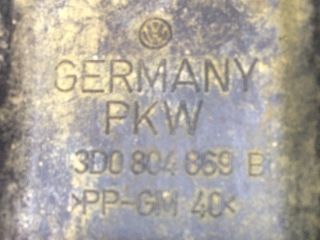 GERMANY
PKW
3D0 804 869 B
>PP-GM 40<